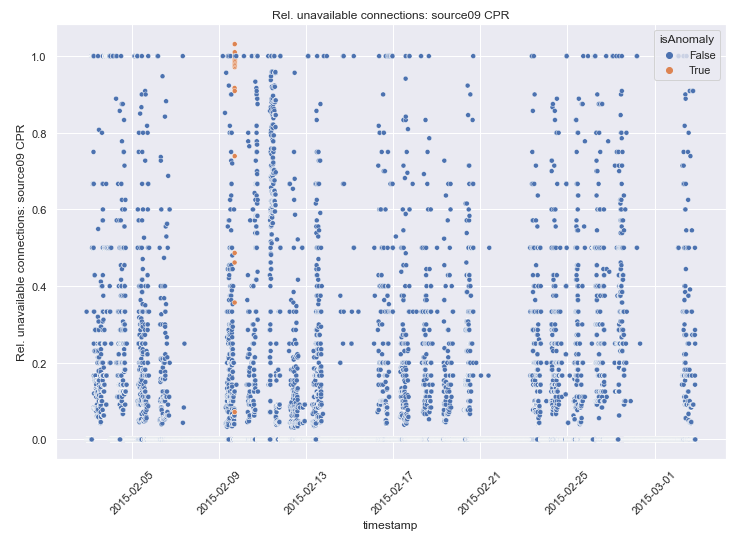 Rel. unavailable connections: source09 CPR
isAnomaly
False
True
1.0
0.8
0.6
0.4
0.2
0.0
Rel. unavailable connections: source09 CPR
2015-02-05
2015-02-09
2015-02-13
2015-02-17
2015-02-21
2015-02-25
2015-03-01
timestamp